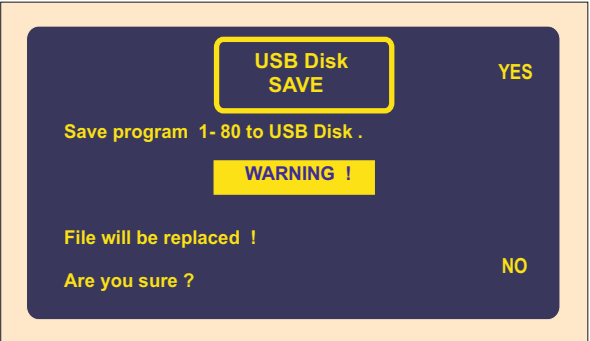 USB Disk
SAVE
YES
Save program 1- 80 to USB Disk .
WARNING !
File will be replaced !
Are you sure ?
NO